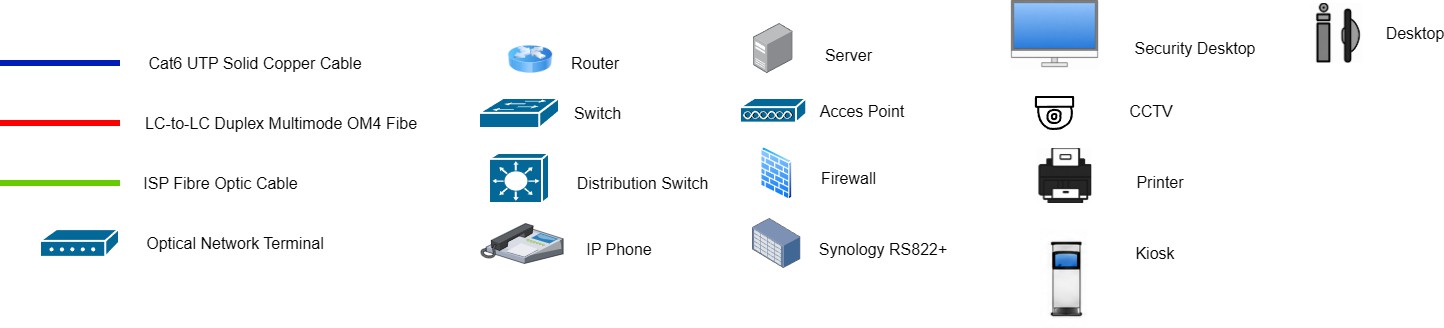 Cat6 UTP Solid Copper Cable
LC-to-LC Duplex Multimode OM4 Fibe
ISP Fibre Optic Cable
Optical Network Terminal
Router
Switch
Distribution Switch
IP Phone
Server
Acces Point
Firewall
Synology RS822+
Security Desktop
CCTV
Printer
Kiosk
Desktop